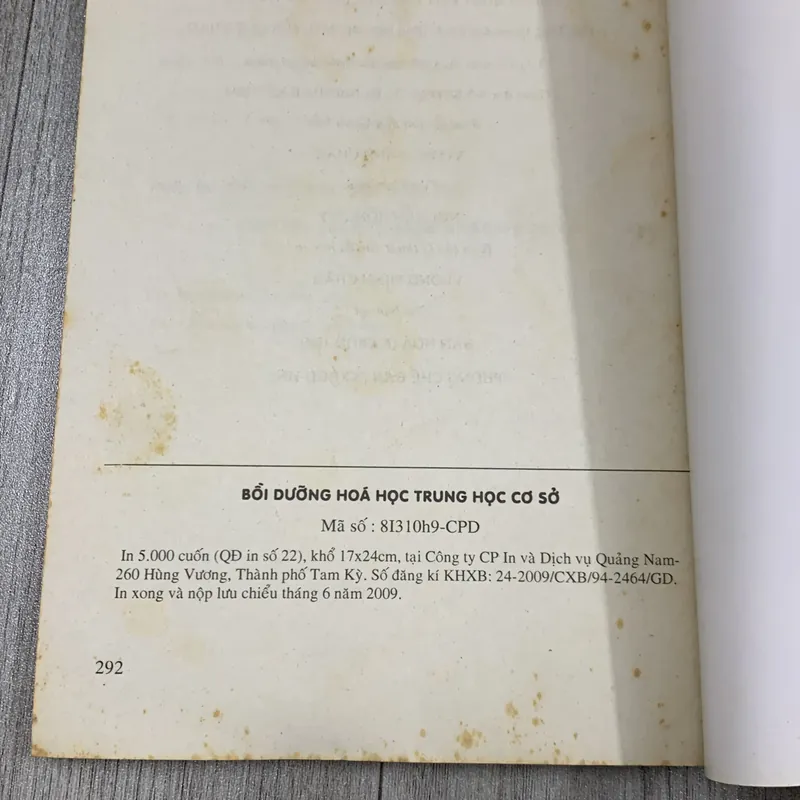 BỒI DƯỠNG HOÁ HỌC TRUNG HỌC CƠ SỞ
Mã số : 8I310h9-CPD
In 5.000 cuốn (QĐ in số 22), khổ 17x24cm, tại Công ty CP In và Dịch vụ Quảng Nam-
260 Hùng Vương, Thành phố Tam Kỳ. Số đăng kí KHXB: 24-2009/CXB/94-2464/GD.
In xong và nộp lưu chiểu tháng 6 năm 2009.
292